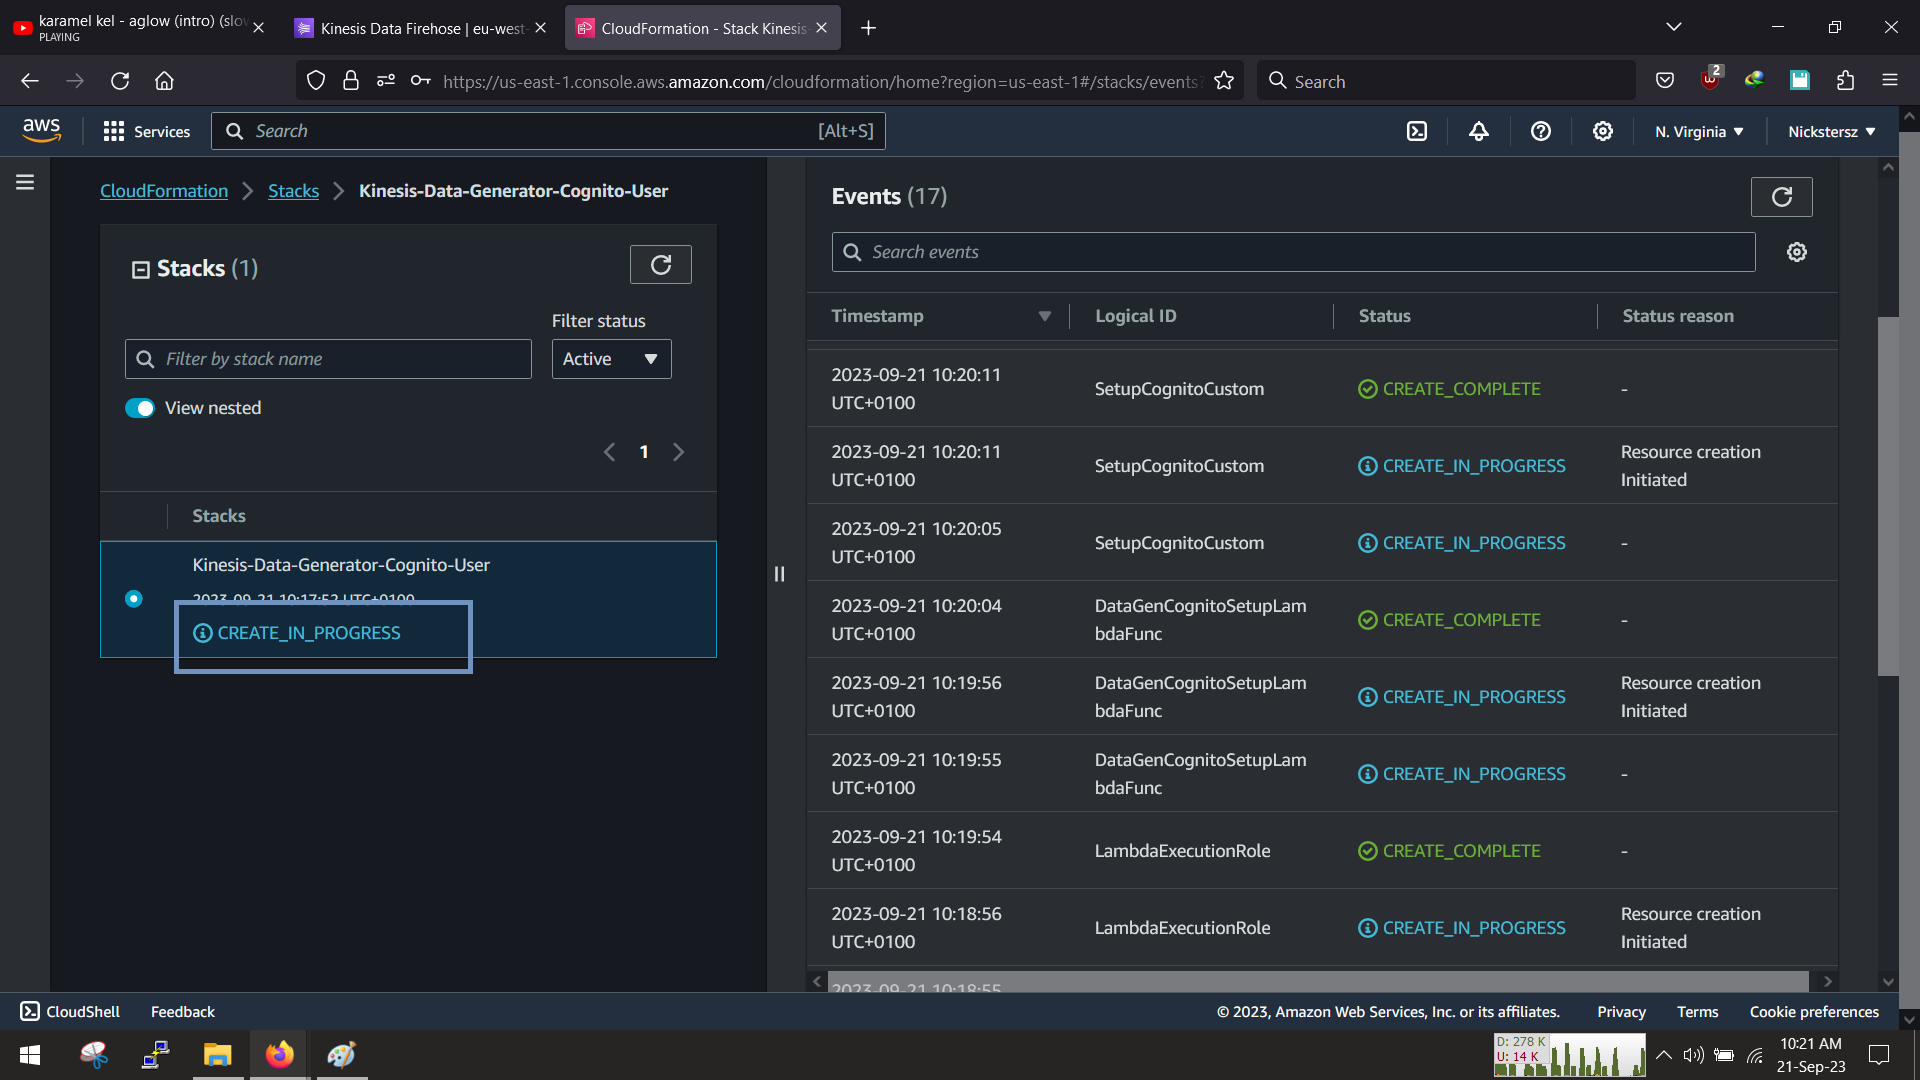 karamel kel - aglow (intro) (slow
PLAYING
Kinesis Data Firehose | eu-west-
CloudFormation - Stack Kinesis-
https://us-east-1.console.aws.amazon.com/cloudformation/home?region=us-east-1#/stacks/events?
Search
2
aws
Services
Search
[Alt+S]
N. Virginia
Nickstersz
CloudFormation
Stacks
Kinesis-Data-Generator-Cognito-User
Stacks (1)
Filter status
Filter by stack name
Active
View nested
1
Stacks
Kinesis-Data-Generator-Cognito-User
2023-09-21 10:17:52 UTC+0100
CREATE_IN_PROGRESS
Events (17)
Search events
Timestamp Logical ID Status Status reason
2023-09-21 10:20:11 UTC+0100 SetupCognitoCustom CREATE_COMPLETE -
2023-09-21 10:20:11 UTC+0100 SetupCognitoCustom CREATE_IN_PROGRESS Resource creation Initiated
2023-09-21 10:20:05 UTC+0100 SetupCognitoCustom CREATE_IN_PROGRESS -
2023-09-21 10:20:04 UTC+0100 DataGenCognitoSetupLambdaFunc CREATE_COMPLETE -
2023-09-21 10:19:56 UTC+0100 DataGenCognitoSetupLambdaFunc CREATE_IN_PROGRESS Resource creation Initiated
2023-09-21 10:19:55 UTC+0100 DataGenCognitoSetupLambdaFunc CREATE_IN_PROGRESS -
2023-09-21 10:19:54 UTC+0100 LambdaExecutionRole CREATE_COMPLETE -
2023-09-21 10:18:56 UTC+0100 LambdaExecutionRole CREATE_IN_PROGRESS Resource creation Initiated
2023-09-21 10:18:55
CloudShell
Feedback
© 2023, Amazon Web Services, Inc. or its affiliates.
Privacy
Terms
Cookie preferences
D: 278 K
U: 14 K
10:21 AM
21-Sep-23